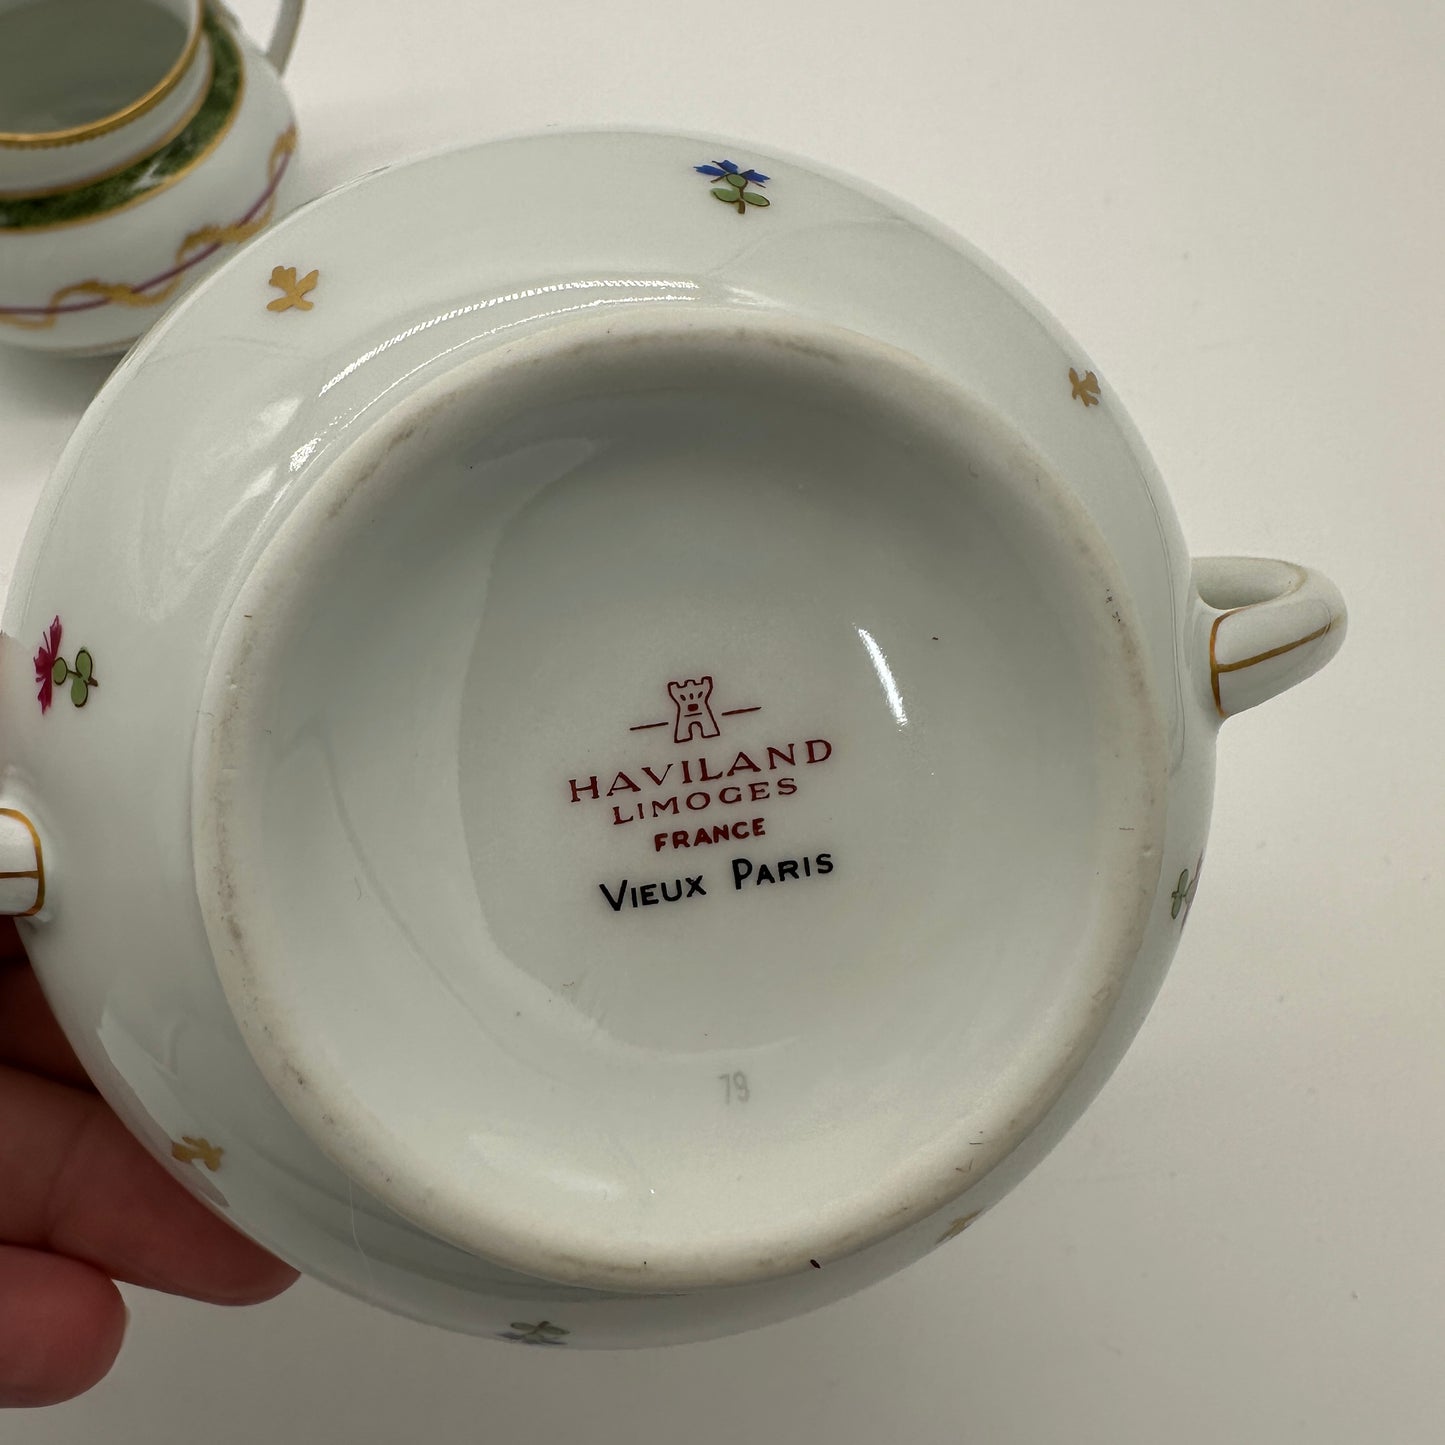 HAVILAND
LIMOGES
FRANCE
VIEUX PARIS
79